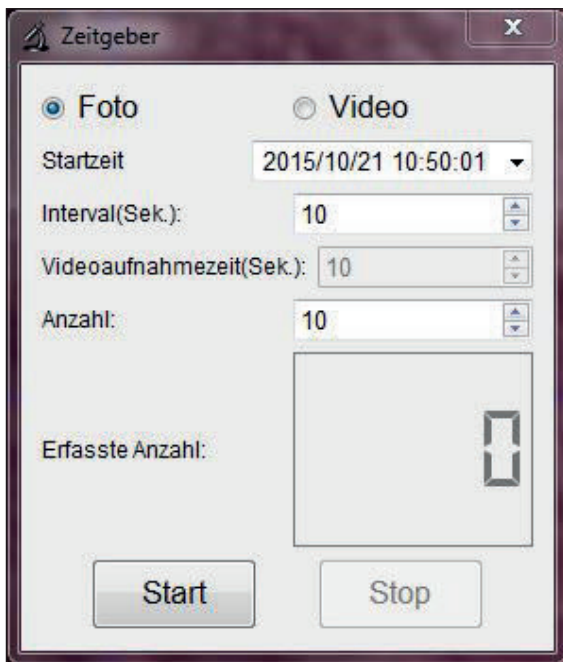 Zeitgeber
Foto Video
Startzeit 2015/10/21 10:50:01
Interval(Sek.): 10
Videoaufnahmezeit(Sek.): 10
Anzahl: 10
Erfasste Anzahl: 0
Start Stop